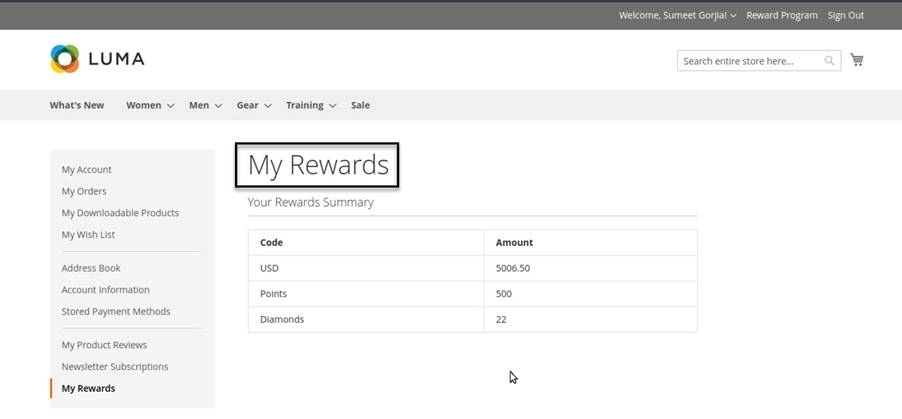 Welcome, Sumeet Gorjia! Reward Program Sign Out
LUMA
Search entire store here...
What's New Women Men Gear Training Sale
My Account
My Orders
My Downloadable Products
My Wish List
Address Book
Account Information
Stored Payment Methods
My Product Reviews
Newsletter Subscriptions
My Rewards
My Rewards
Your Rewards Summary
Code Amount
USD 5006.50
Points 500
Diamonds 22